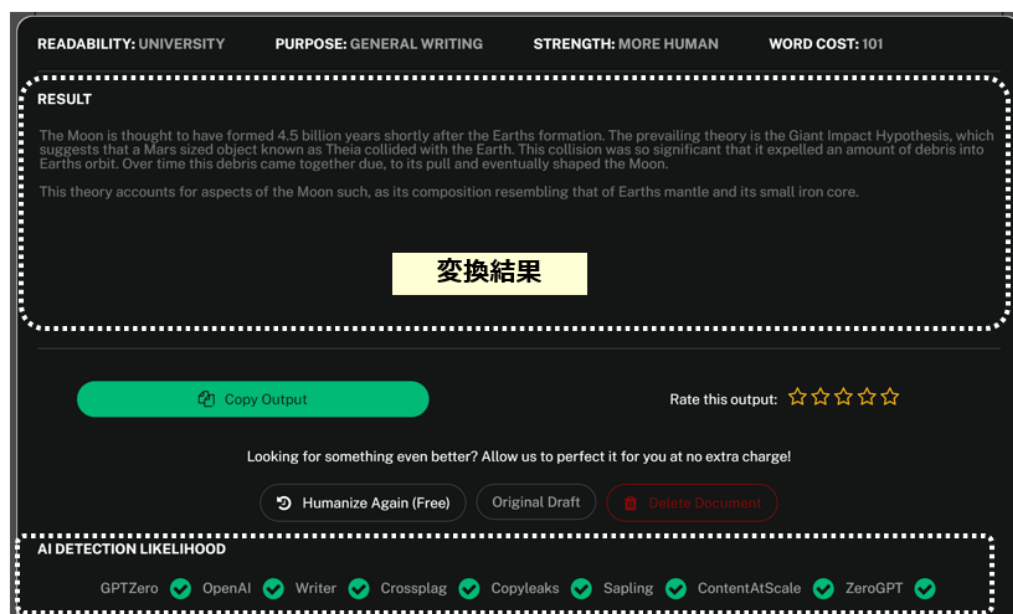 READABILITY: UNIVERSITY PURPOSE: GENERAL WRITING STRENGTH: MORE HUMAN WORD COST: 101
RESULT
The Moon is thought to have formed 4.5 billion years shortly after the Earths formation. The prevailing theory is the Giant Impact Hypothesis, which
suggests that a Mars sized object known as Theia collided with the Earth. This collision was so significant that it expelled an amount of debris into
Earths orbit. Over time this debris came together due, to its pull and eventually shaped the Moon.
This theory accounts for aspects of the Moon such, as its composition resembling that of Earths mantle and its small iron core.
変換結果
Copy Output Rate this output:
Looking for something even better? Allow us to perfect it for you at no extra charge!
Humanize Again (Free) Original Draft Delete Document
AI DETECTION LIKELIHOOD
GPTZero OpenAI Writer Crossplag Copyleaks Sapling ContentAtScale ZeroGPT